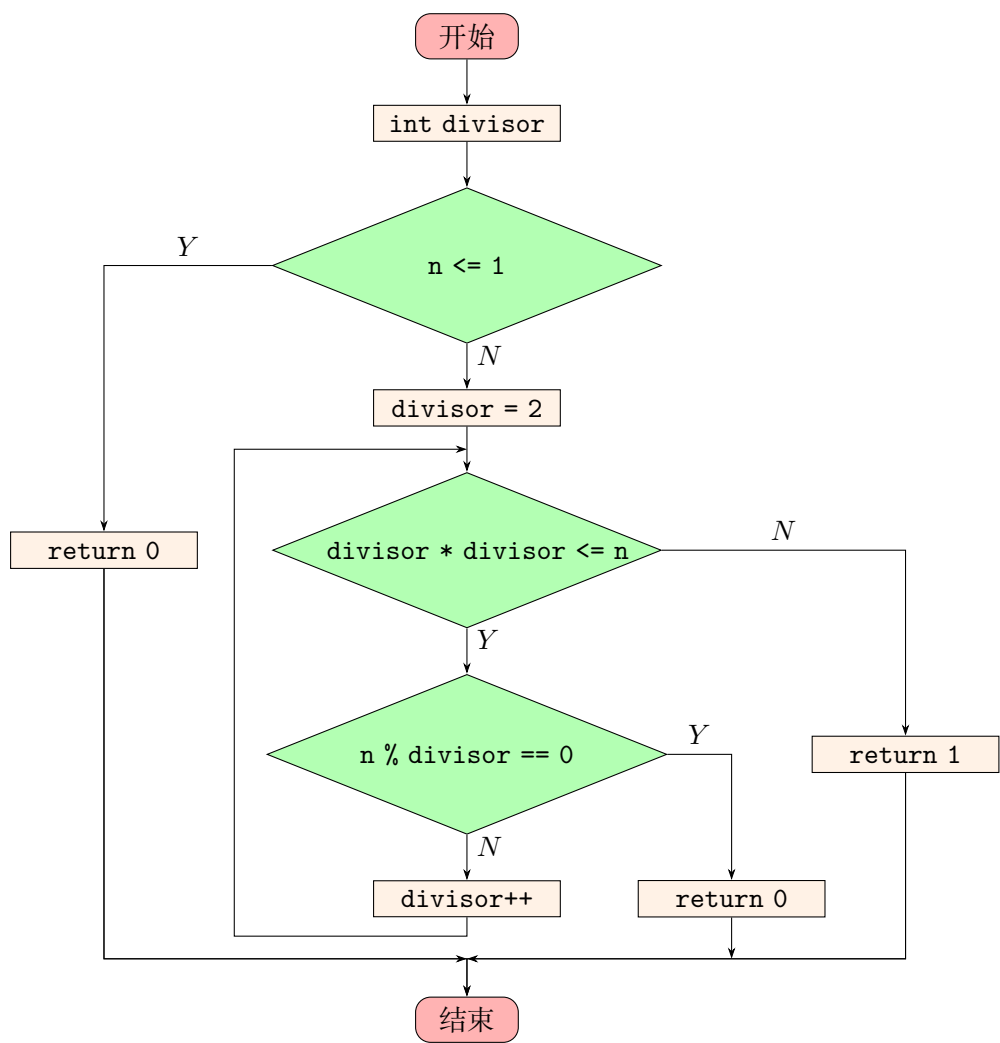 开始
int divisor
n <= 1
Y
N
divisor = 2
divisor * divisor <= n
N
return 0
Y
n % divisor == 0
Y
return 1
N
divisor++
return 0
结束